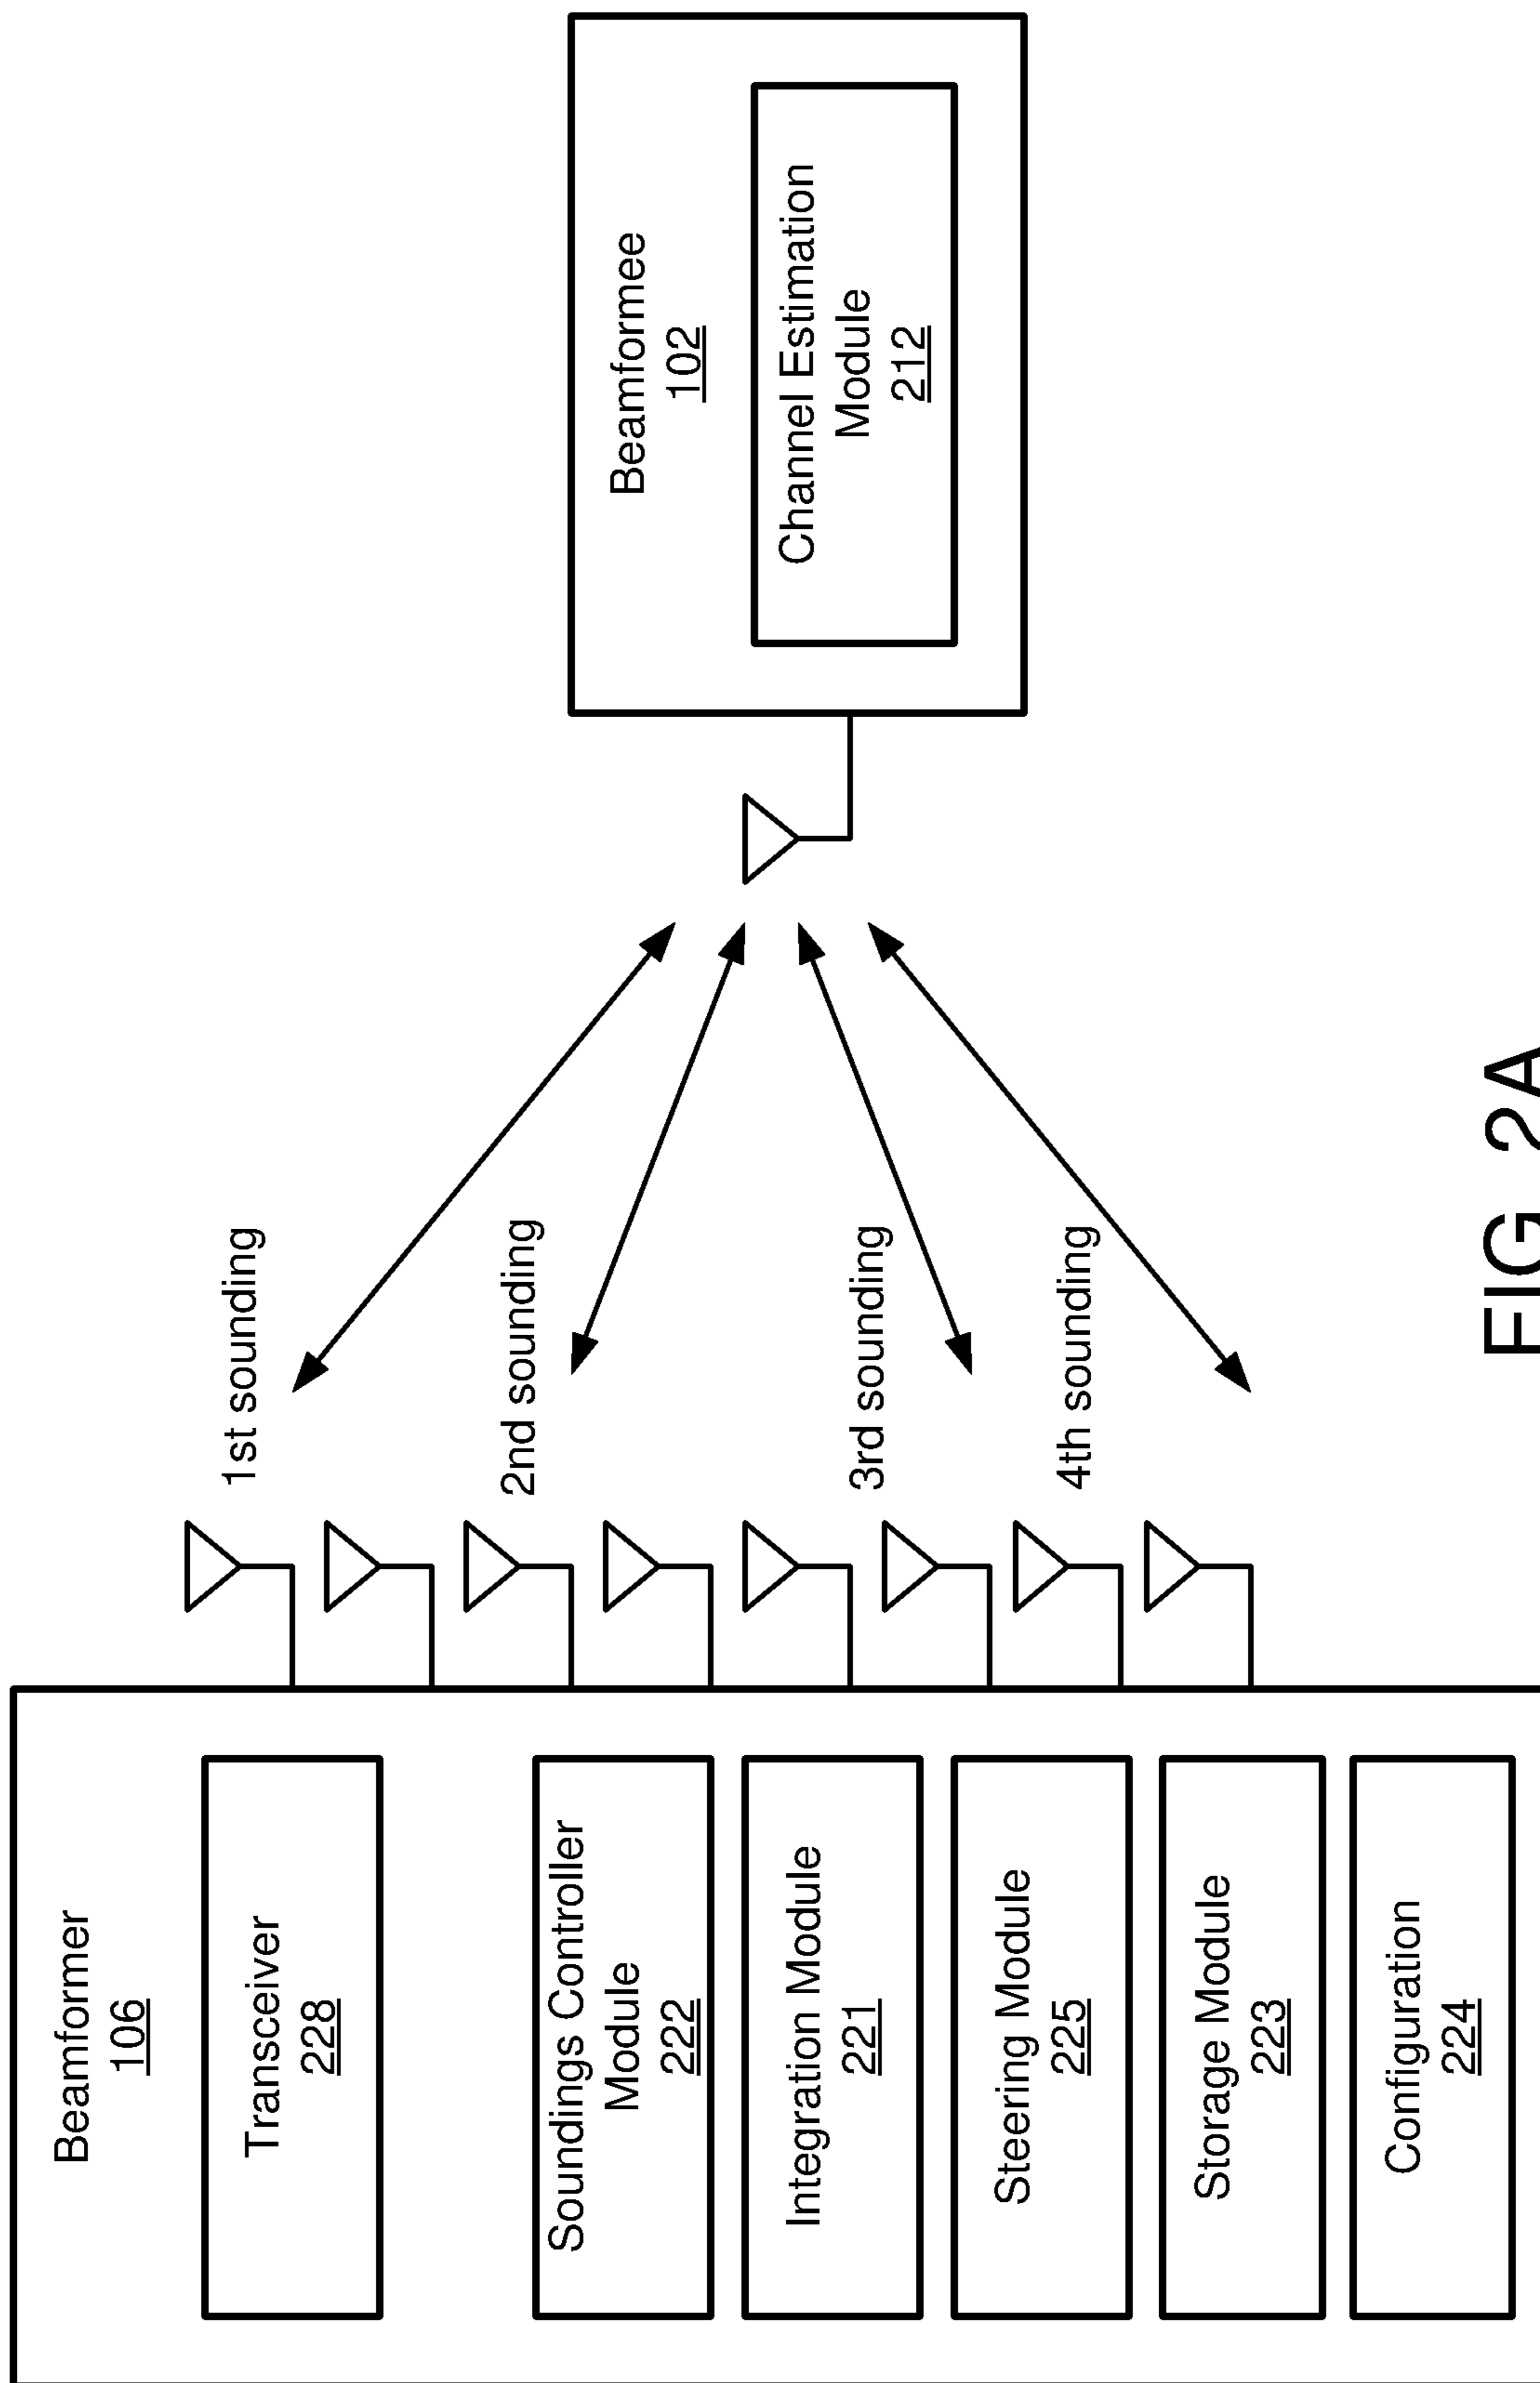 Beamformer
106
Transceiver
228
Soundings Controller
Module
222
Integration Module
221
Steering Module
225
Storage Module
223
Configuration
224
1st sounding
2nd sounding
3rd sounding
4th sounding
Beamformee
102
Channel Estimation
Module
212
FIG 2A